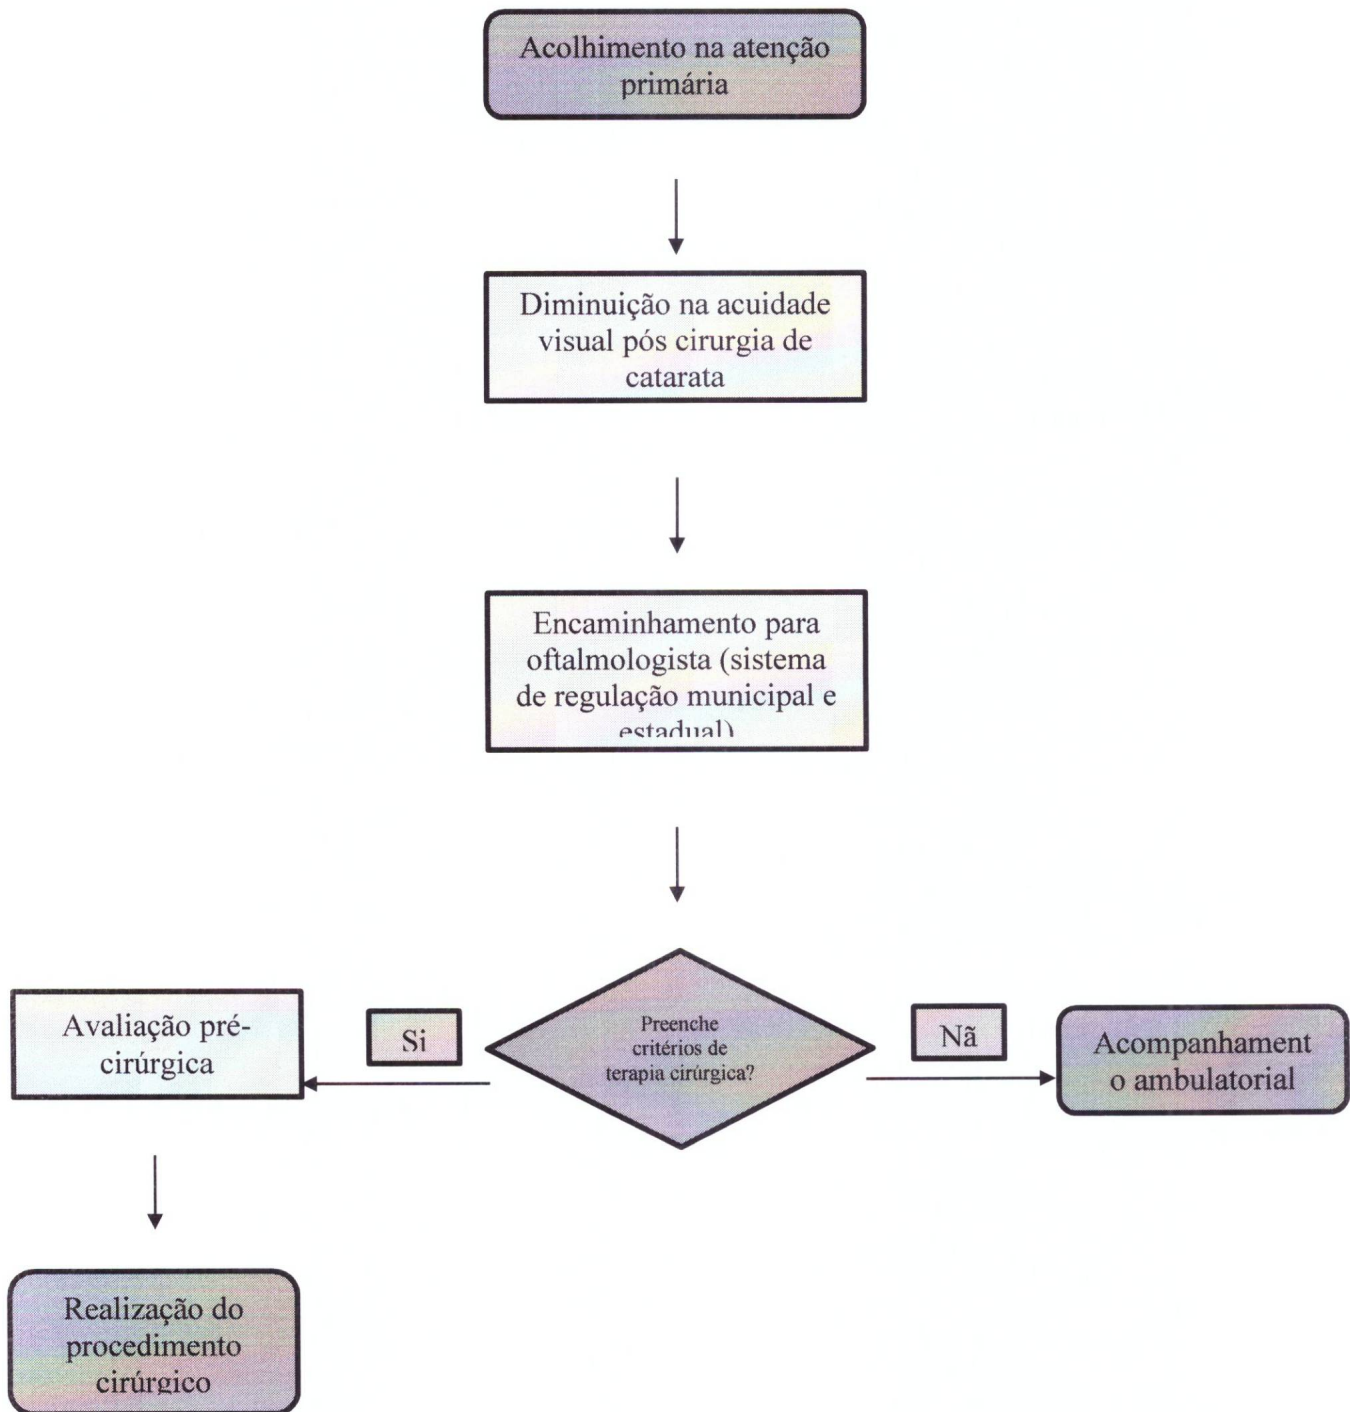 Acolhimento na atenção
primária
Diminuição na acuidade
visual pós cirurgia de
catarata
Encaminhamento para
oftalmologista (sistema
de regulação municipal e
estadual)
Preenche
critérios de
terapia cirúrgica?
Si
Avaliação pré-
cirúrgica
Nã
Acompanhament
o ambulatorial
Realização do
procedimento
cirúrgico